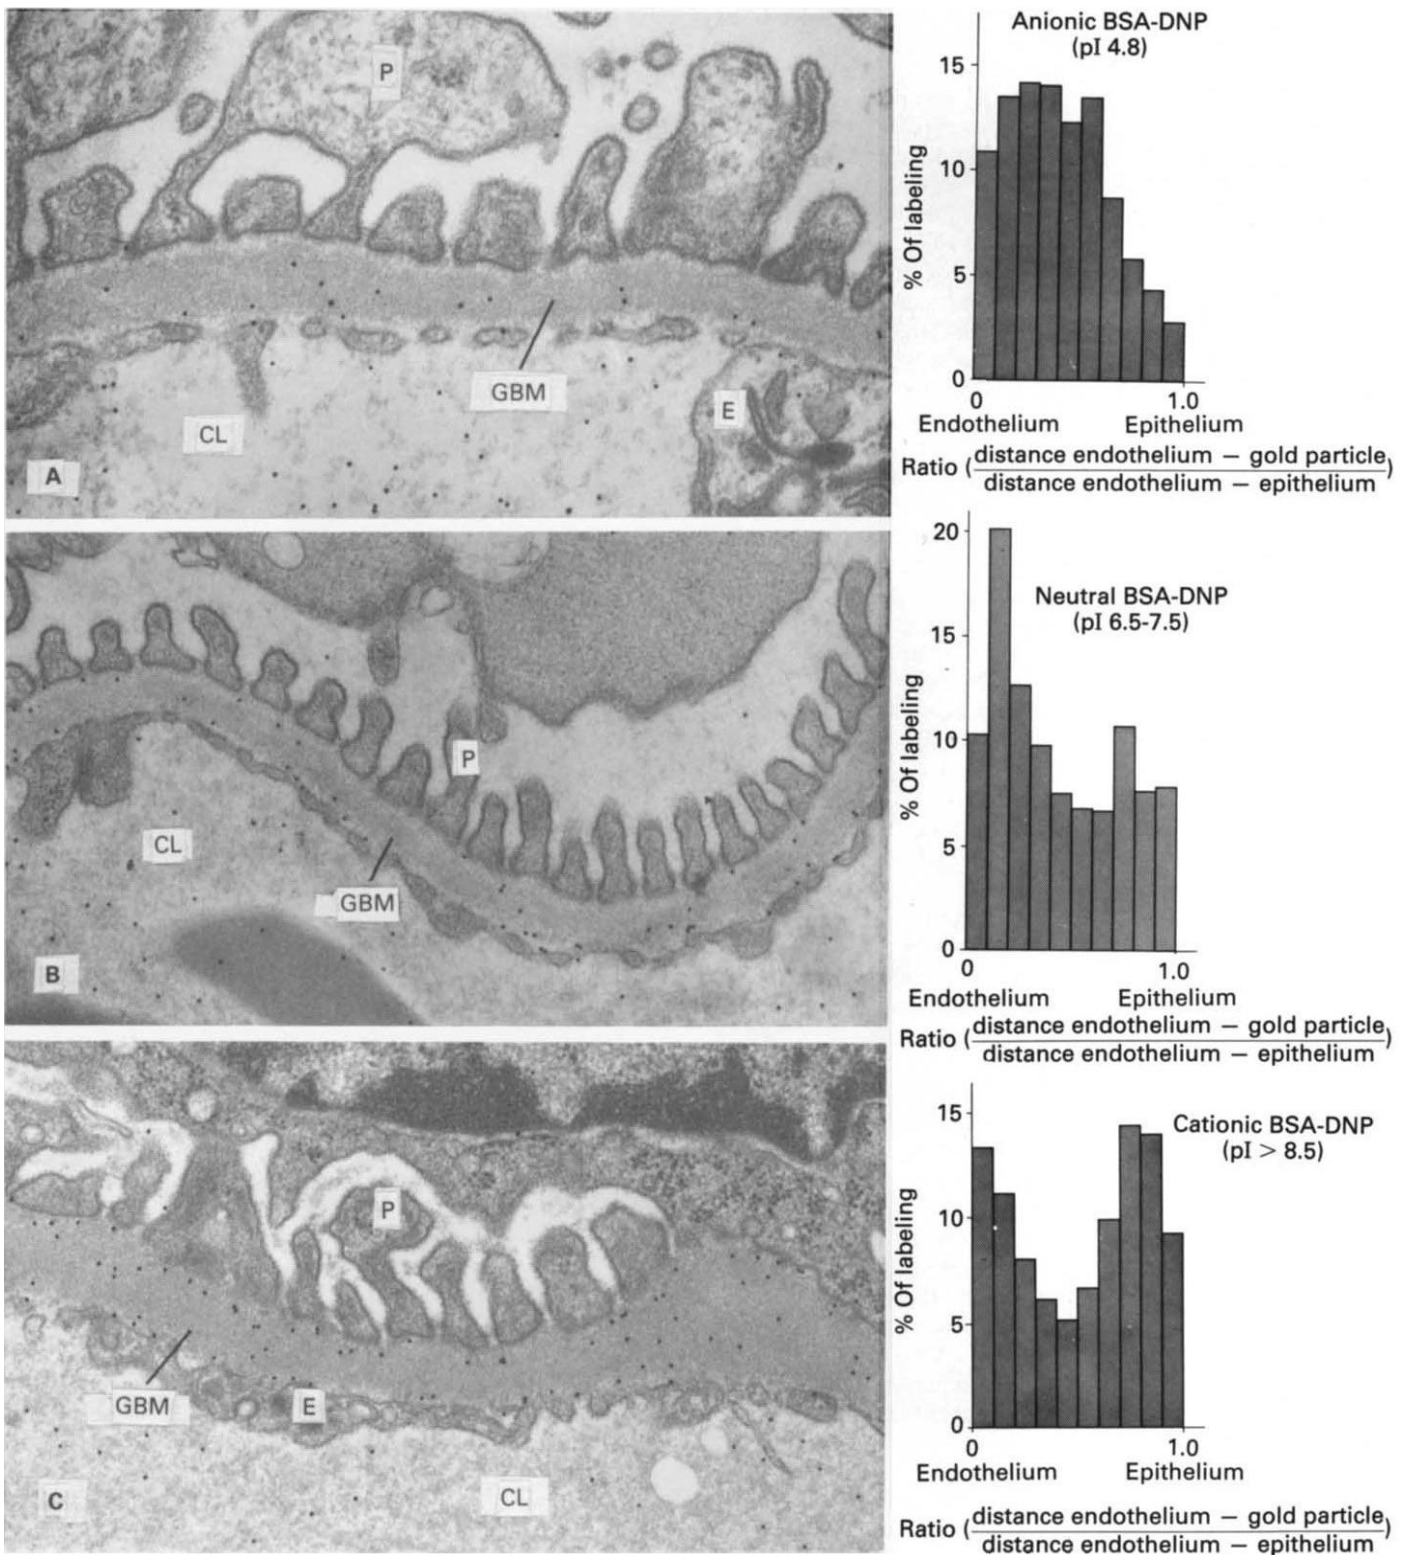 P
GBM
E
CL
A
Anionic BSA-DNP
(pI 4.8)
15
10
5
0
% Of labeling
0 1.0
Endothelium Epithelium
Ratio (distance endothelium — gold particle
distance endothelium — epithelium)
P
CL
GBM
B
20
Neutral BSA-DNP
(pI 6.5-7.5)
15
10
5
0
% Of labeling
0 1.0
Endothelium Epithelium
Ratio (distance endothelium — gold particle
distance endothelium — epithelium)
P
GBM
E
C
CL
15
Cationic BSA-DNP
(pI > 8.5)
10
5
0
% Of labeling
0 1.0
Endothelium Epithelium
Ratio (distance endothelium — gold particle
distance endothelium — epithelium)